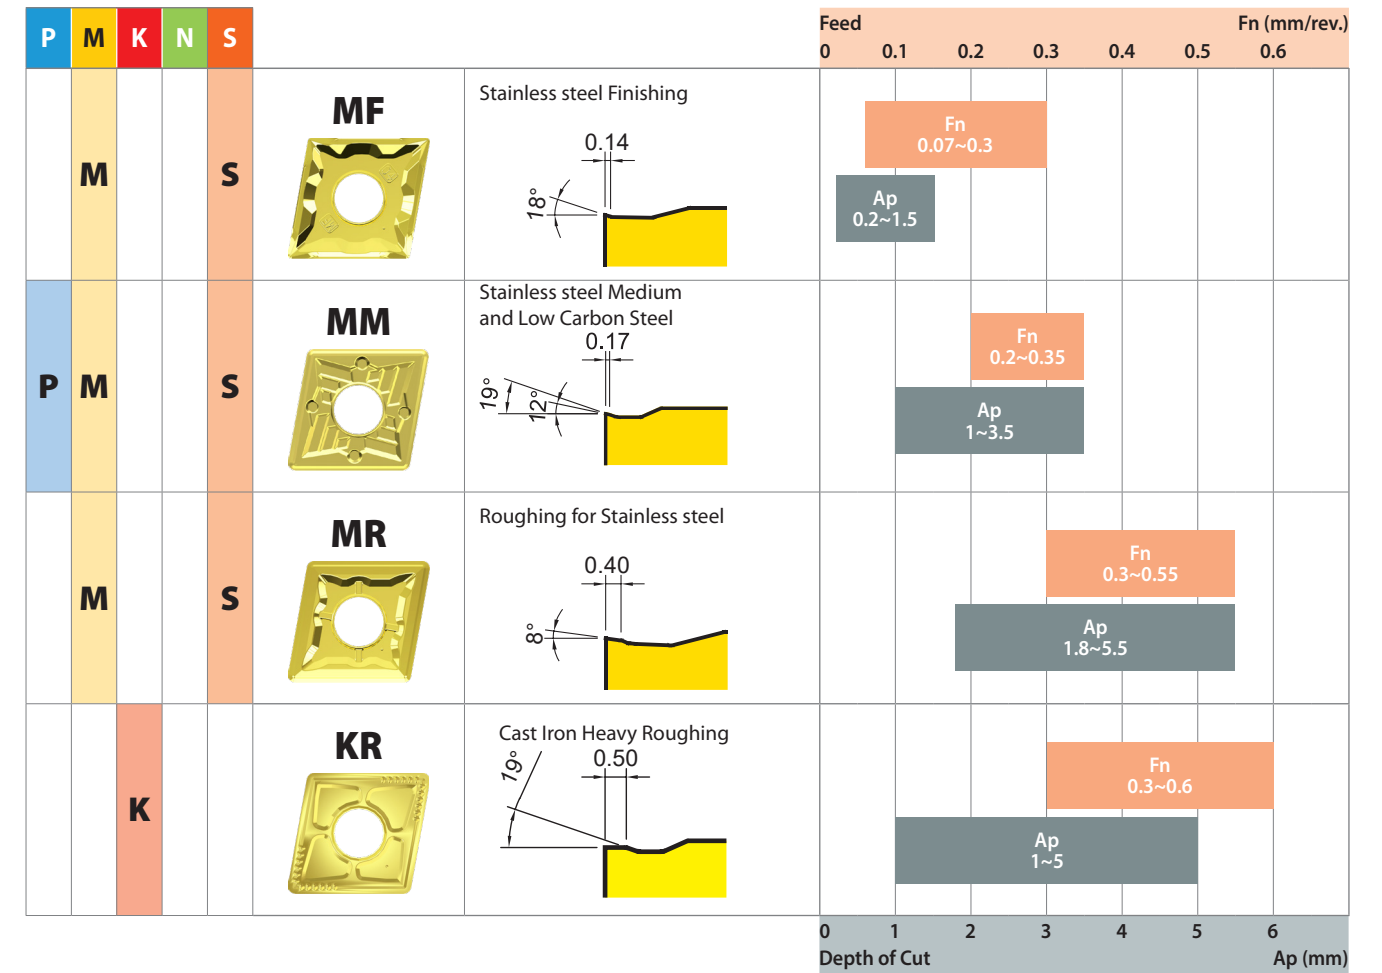 P M K N S
Feed Fn (mm/rev.)
0 0.1 0.2 0.3 0.4 0.5 0.6
M S
MF
Stainless steel Finishing
0.14
18°
Fn
0.07~0.3
Ap
0.2~1.5
P M S
MM
Stainless steel Medium
and Low Carbon Steel
0.17
19°
12°
Fn
0.2~0.35
Ap
1~3.5
M S
MR
Roughing for Stainless steel
0.40
8°
Fn
0.3~0.55
Ap
1.8~5.5
K
KR
Cast Iron Heavy Roughing
0.50
19°
Fn
0.3~0.6
Ap
1~5
0 1 2 3 4 5 6
Depth of Cut Ap (mm)